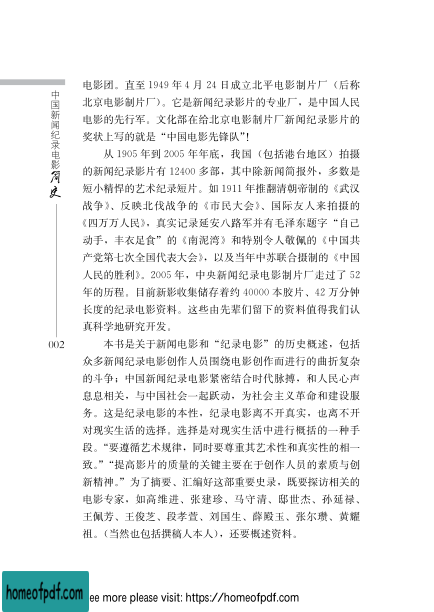 电影团。直至 1949 年 4 月 24 日成立北平电影制片厂（后称
北京电影制片厂）。它是新闻纪录影片的专业厂，是中国人民
电影的先行军。文化部在给北京电影制片厂新闻纪录影片的
奖状上写的就是“中国电影先锋队”！
从 1905 年到 2005 年年底，我国（包括港台地区）拍摄
的新闻纪录影片有 12400 多部，其中除新闻简报外，多数是
短小精悍的艺术纪录短片。如 1911 年推翻清朝帝制的《武汉
战争》、反映北伐战争的《市民大会》、国际友人来拍摄的
《四万万人民》，真实记录延安八路军并有毛泽东题字“自己
动手，丰衣足食”的《南泥湾》和特别令人敬佩的《中国共
产党第七次全国代表大会》，以及当年中苏联合摄制的《中国
人民的胜利》。2005 年，中央新闻纪录电影制片厂走过了 52
年的历程。目前新影收集储存着约 40000 本胶片、42 万分钟
长度的纪录电影资料。这些由先辈们留下的资料值得我们认
真科学地研究开发。
本书是关于新闻电影和“纪录电影”的历史概述，包括
众多新闻纪录电影创作人员围绕电影创作而进行的曲折复杂
的斗争；中国新闻纪录电影紧密结合时代脉搏，和人民心声
息息相关，与中国社会一起跃动，为社会主义革命和建设服
务。这是纪录电影的本性，纪录电影离不开真实，也离不开
对现实生活的选择。选择是对现实生活中进行概括的一种手
段。“要遵循艺术规律，同时要尊重其艺术性和真实性的相一
致。”“提高影片的质量的关键主要在于创作人员的素质与创
新精神。”为了摘要、汇编好这部重要史录，既要探访相关的
电影专家，如高维进、张建珍、马守清、邸世杰、孙延禄、
王佩芳、王俊芝、段孝萱、刘国生、薛殿玉、张尔瓒、黄耀
祖。（当然也包括撰稿人本人），还要概述资料。
中国新闻纪录电影简史
002
homeofpdf.com
ee more please visit: https://homeofpdf.com